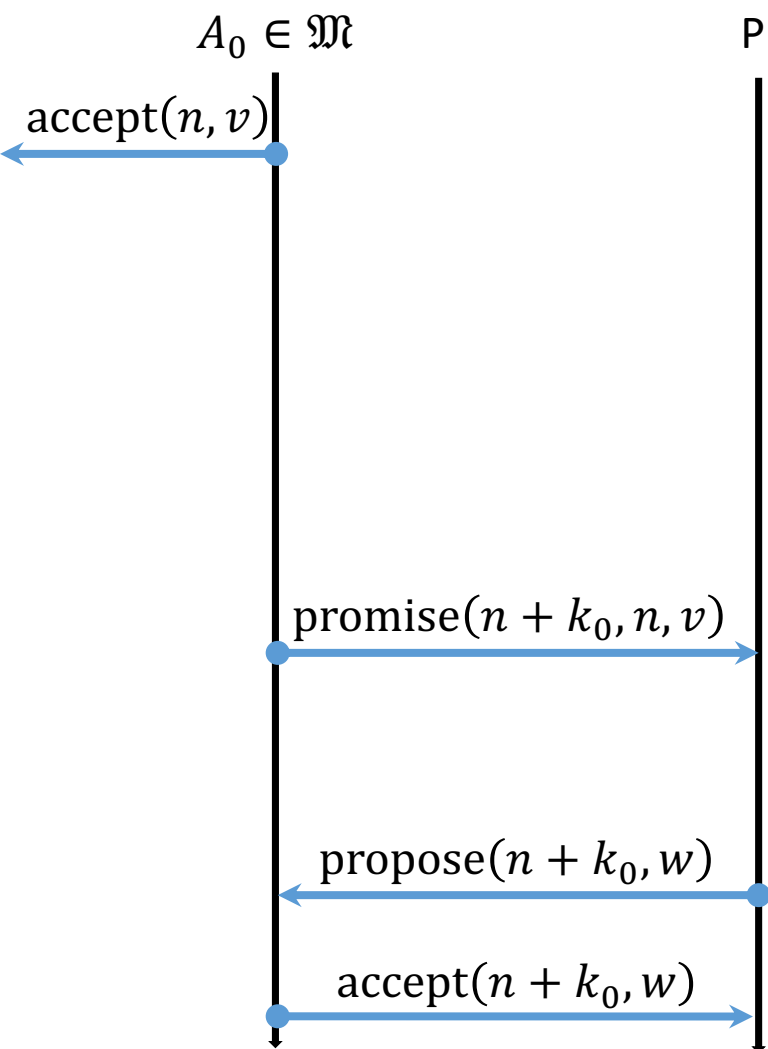 A₀ ∈ 𝔐 P
accept(n, v)
promise(n + k₀, n, v)
propose(n + k₀, w)
accept(n + k₀, w)